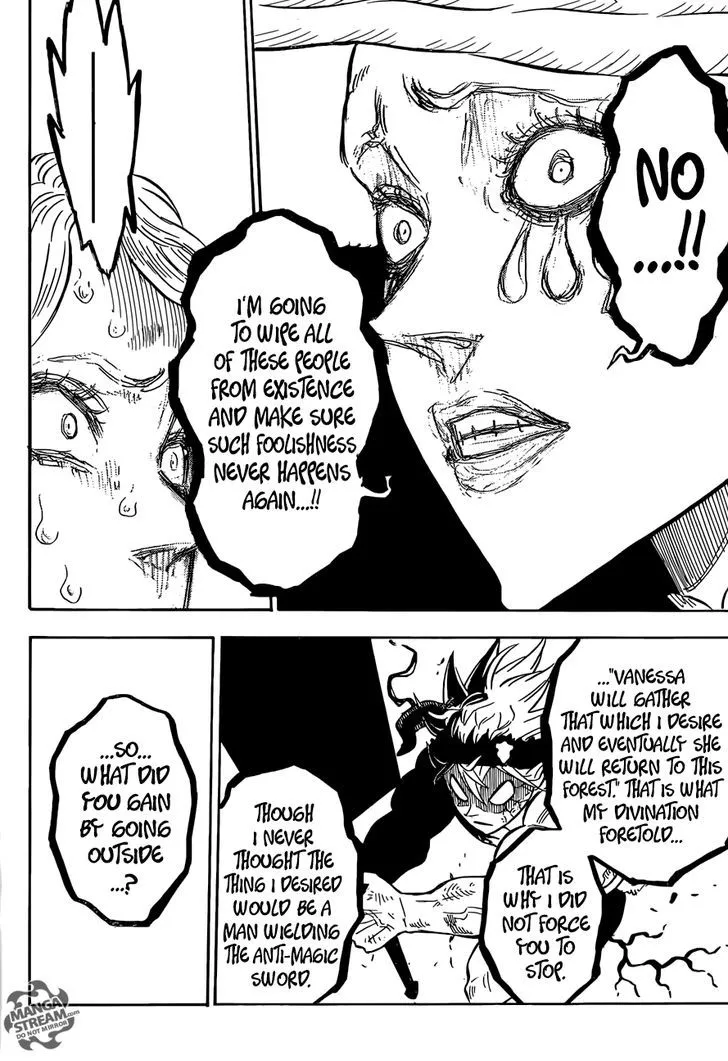 NO
....!!
I'M GOING
TO WIPE ALL
OF THESE PEOPLE
FROM EXISTENCE
AND MAKE SURE
SUCH FOOLISHNESS
NEVER HAPPENS
AGAIN...!!
..."VANESSA
WILL GATHER
THAT WHICH I DESIRE
AND EVENTUALLY SHE
WILL RETURN TO THIS
FOREST." THAT IS WHAT
MY DIVINATION
FORETOLD...
THAT IS
WHY I DID
NOT FORCE
YOU TO
STOP.
THOUGH
I NEVER
THOUGHT THE
THING I DESIRED
WOULD BE A
MAN WIELDING
THE ANTI-MAGIC
SWORD.
...SO...
WHAT DID
YOU GAIN
BY GOING
OUTSIDE
...?
MANGA
STREAM.com
DO NOT MIRROR